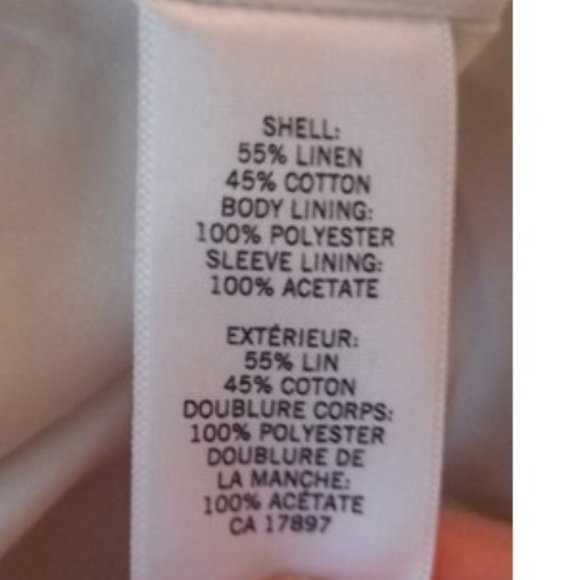 SHELL:
55% LINEN
45% COTTON
BODY LINING:
100% POLYESTER
SLEEVE LINING:
100% ACETATE
EXTÉRIEUR:
55% LIN
45% COTON
DOUBLURE CORPS:
100% POLYESTER
DOUBLURE DE
LA MANCHE:
100% ACÉTATE
CA 17897